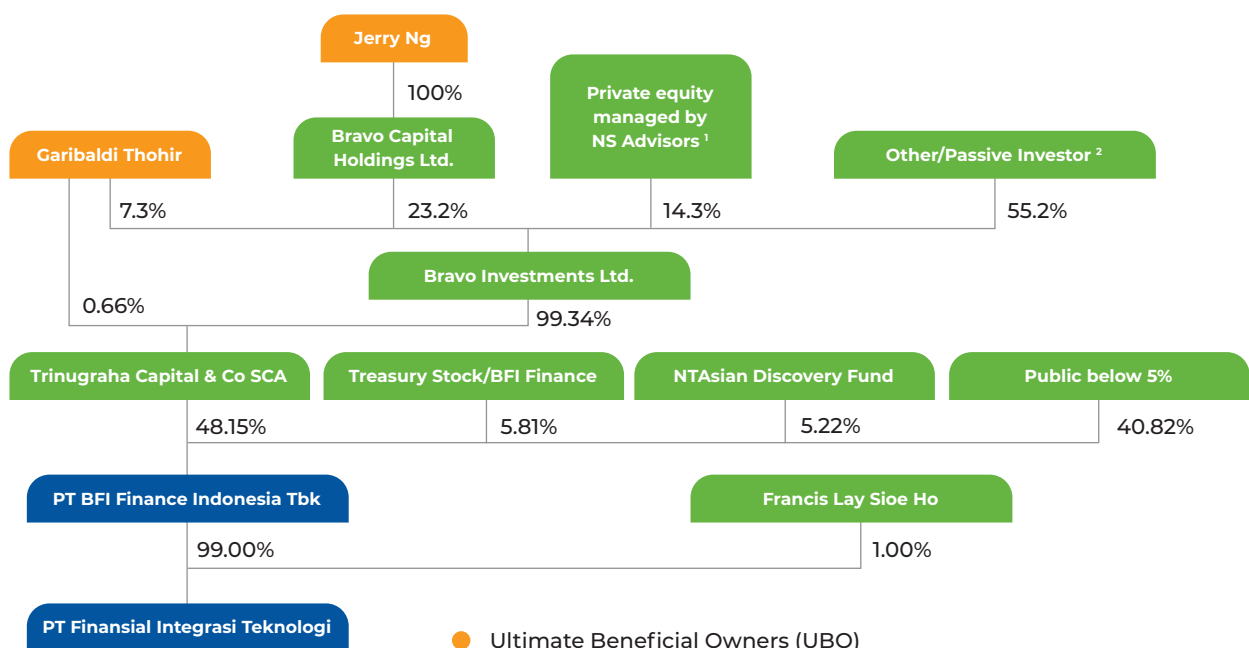 Jerry Ng
100%
Private equity
managed by
NS Advisors ¹
Bravo Capital
Holdings Ltd.
Garibaldi Thohir
Other/Passive Investor ²
7.3%
23.2%
14.3%
55.2%
Bravo Investments Ltd.
0.66%
99.34%
Trinugraha Capital & Co SCA
Treasury Stock/BFI Finance
NTAsian Discovery Fund
Public below 5%
48.15%
5.81%
5.22%
40.82%
PT BFI Finance Indonesia Tbk
Francis Lay Sioe Ho
99.00%
1.00%
PT Finansial Integrasi Teknologi
Ultimate Beneficial Owners (UBO)